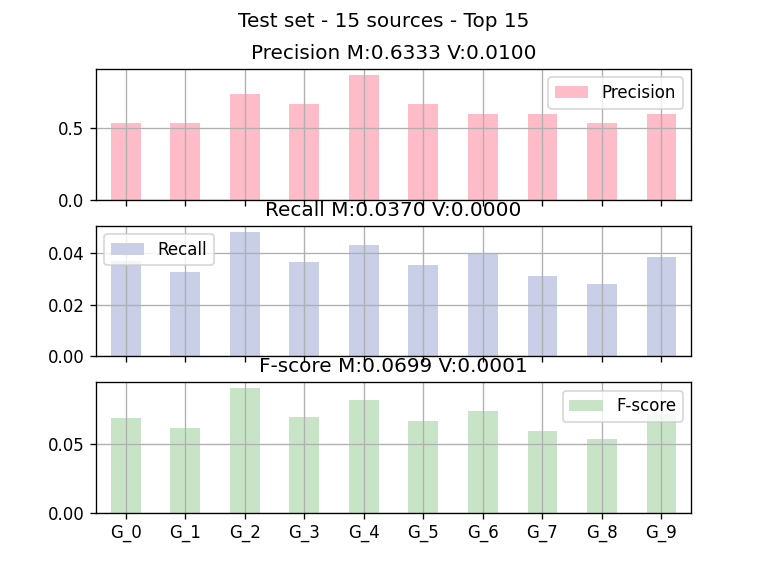 Test set - 15 sources - Top 15
Precision M:0.6333 V:0.0100
Precision
0.5
0.0
Recall M:0.0370 V:0.0000
Recall
0.04
0.02
0.00
F-score M:0.0699 V:0.0001
F-score
0.05
0.00
G_0 G_1 G_2 G_3 G_4 G_5 G_6 G_7 G_8 G_9